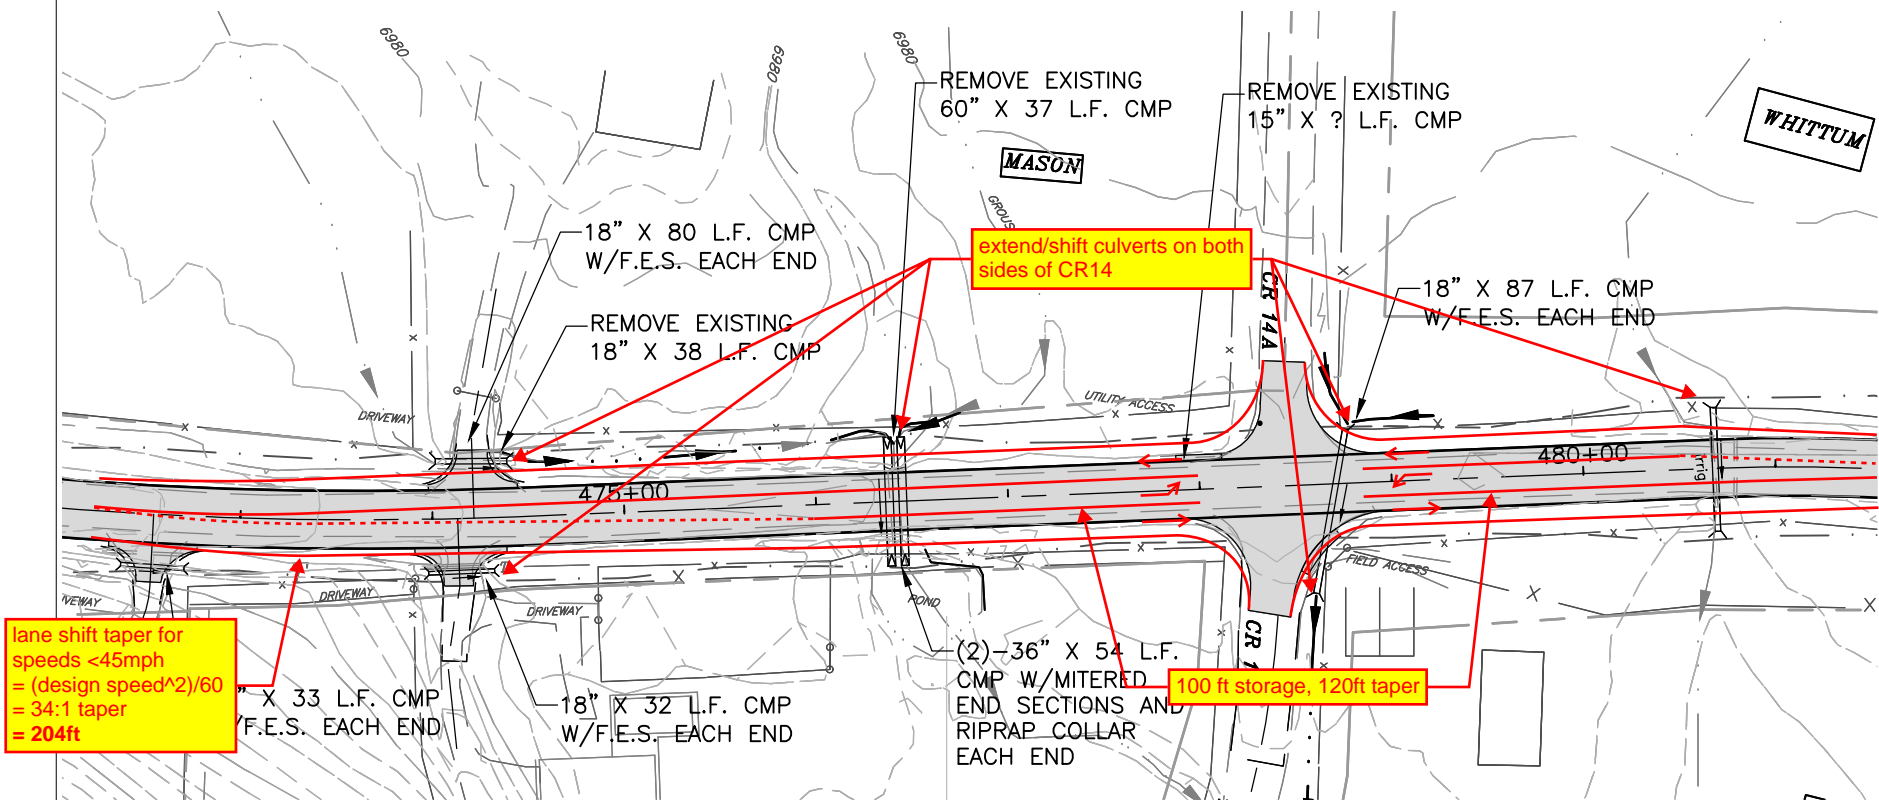 6980
6980
6980
REMOVE EXISTING
60" X 37 L.F. CMP
REMOVE EXISTING
15" X ? L.F. CMP
WHITTUM
MASON
18" X 80 L.F. CMP
W/F.E.S. EACH END
extend/shift culverts on both
sides of CR14
CR 14A
18" X 87 L.F. CMP
W/F.E.S. EACH END
REMOVE EXISTING
18" X 38 L.F. CMP
DRIVEWAY
UTILITY ACCESS
475+00
480+00
Irrig
FIELD ACCESS
DRIVEWAY
DRIVEWAY
POND
lane shift taper for
speeds <45mph
= (design speed^2)/60
= 34:1 taper
= 204ft
" X 33 L.F. CMP
/F.E.S. EACH END
18" X 32 L.F. CMP
W/F.E.S. EACH END
(2)-36" X 54 L.F.
CMP W/MITERED
END SECTIONS AND
RIPRAP COLLAR
EACH END
CR 1
100 ft storage, 120ft taper